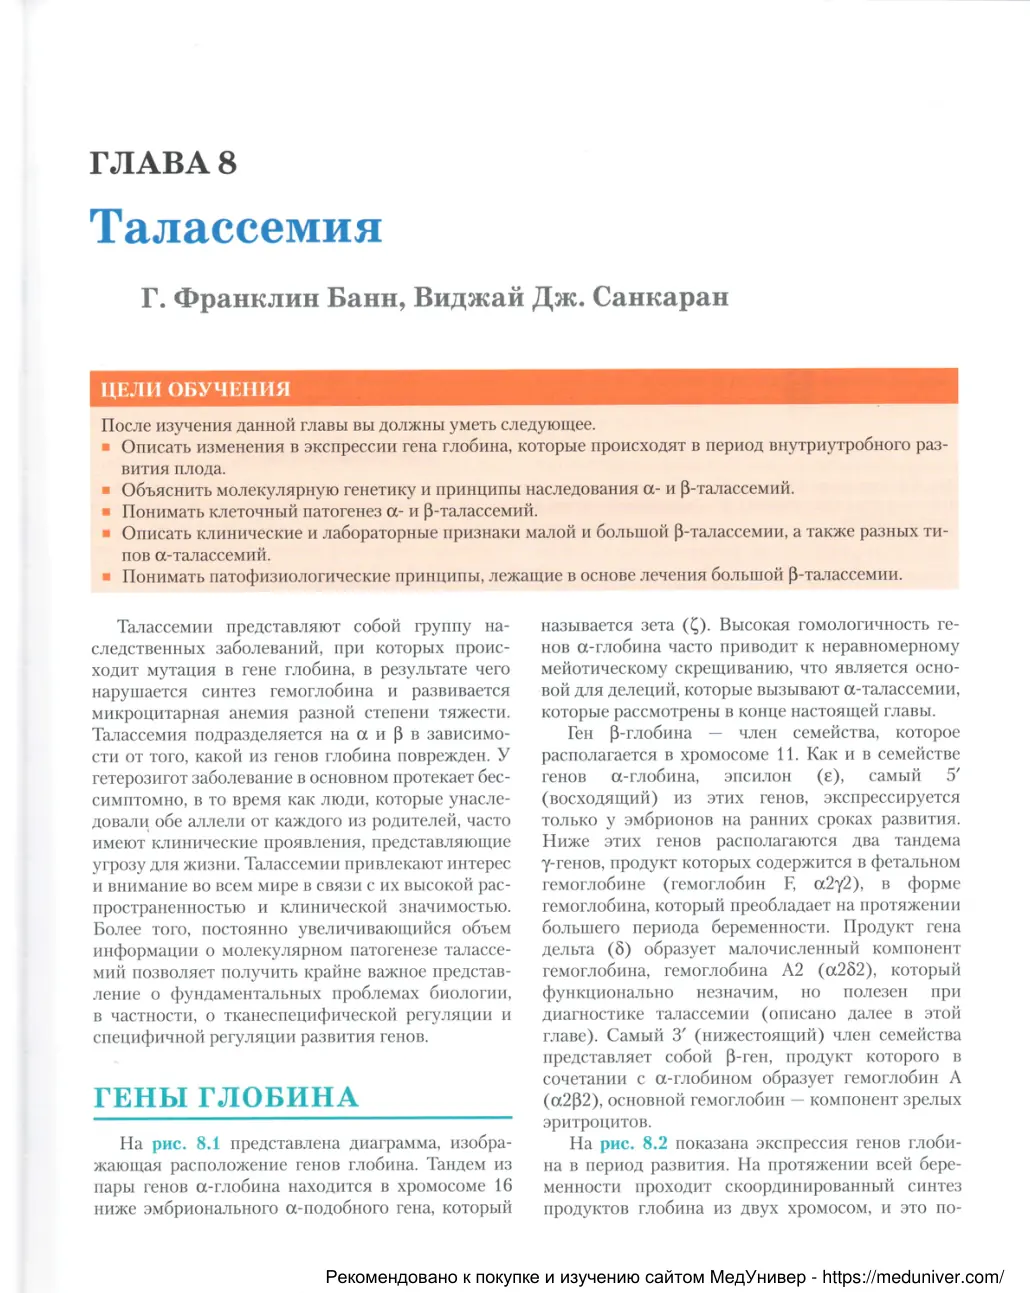 ГЛАВА 8
Талассемия
Г. Франклин Банн, Виджай Дж. Санкаран
ЦЕЛИ ОБУЧЕНИЯ
После изучения данной главы вы должны уметь следующее.
▪ Описать изменения в экспрессии гена глобина, которые происходят в период внутриутробного раз-
вития плода.
▪ Объяснить молекулярную генетику и принципы наследования α- и β-талассемий.
▪ Понимать клеточный патогенез α- и β-талассемий.
▪ Описать клинические и лабораторные признаки малой и большой β-талассемии, а также разных ти-
пов α-талассемий.
▪ Понимать патофизиологические принципы, лежащие в основе лечения большой β-талассемии.
Талассемии представляют собой группу на-
следственных заболеваний, при которых проис-
ходит мутация в гене глобина, в результате чего
нарушается синтез гемоглобина и развивается
микроцитарная анемия разной степени тяжести.
Талассемия подразделяется на α и β в зависимо-
сти от того, какой из генов глобина поврежден. У
гетерозигот заболевание в основном протекает бес-
симптомно, в то время как люди, которые унасле-
довали обе аллели от каждого из родителей, часто
имеют клинические проявления, представляющие
угрозу для жизни. Талассемии привлекают интерес
и внимание во всем мире в связи с их высокой рас-
пространенностью и клинической значимостью.
Более того, постоянно увеличивающийся объем
информации о молекулярном патогенезе талассе-
мий позволяет получить крайне важное представ-
ление о фундаментальных проблемах биологии,
в частности, о тканеспецифической регуляции и
специфичной регуляции развития генов.
ГЕНЫ ГЛОБИНА
На рис. 8.1 представлена диаграмма, изобра-
жающая расположение генов глобина. Тандем из
пары генов α-глобина находится в хромосоме 16
ниже эмбрионального α-подобного гена, который
называется зета (ζ). Высокая гомологичность ге-
нов α-глобина часто приводит к неравномерному
мейотическому скрещиванию, что является осно-
вой для делеций, которые вызывают α-талассемии,
которые рассмотрены в конце настоящей главы.
Ген β-глобина — член семейства, которое
располагается в хромосоме 11. Как и в семействе
генов α-глобина, эпсилон (ε), самый 5′
(восходящий) из этих генов, экспрессируется
только у эмбрионов на ранних сроках развития.
Ниже этих генов располагаются два тандема
γ-генов, продукт которых содержится в фетальном
гемоглобине (гемоглобин F, α2γ2), в форме
гемоглобина, который преобладает на протяжении
большего периода беременности. Продукт гена
дельта (δ) образует малочисленный компонент
гемоглобина, гемоглобина А2 (α2δ2), который
функционально незначим, но полезен при
диагностике талассемии (описано далее в этой
главе). Самый 3′ (нижестоящий) член семейства
представляет собой β-ген, продукт которого в
сочетании с α-глобином образует гемоглобин А
(α2β2), основной гемоглобин — компонент зрелых
эритроцитов.
На рис. 8.2 показана экспрессия генов глоби-
на в период развития. На протяжении всей бере-
менности проходит скоординированный синтез
продуктов глобина из двух хромосом, и это по-
Рекомендовано к покупке и изучению сайтом МедУнивер - https://meduniver.com/